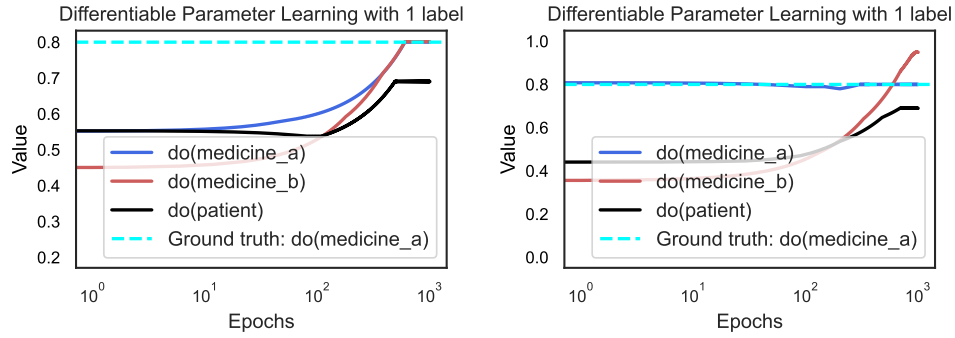 Differentiable Parameter Learning with 1 label
Value
0.8
0.7
0.6
0.5
0.4
0.3
0.2
do(medicine_a)
do(medicine_b)
do(patient)
Ground truth: do(medicine_a)
10^0
10^1
10^2
10^3
Epochs
Differentiable Parameter Learning with 1 label
Value
1.0
0.8
0.6
0.4
0.2
0.0
do(medicine_a)
do(medicine_b)
do(patient)
Ground truth: do(medicine_a)
10^0
10^1
10^2
10^3
Epochs